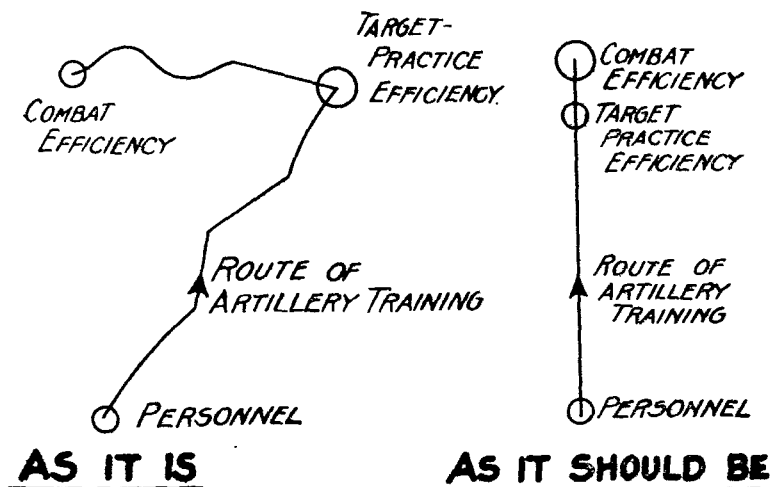 TARGET-
PRACTICE
EFFICIENCY.
COMBAT
EFFICIENCY
ROUTE OF
ARTILLERY TRAINING
PERSONNEL
AS IT IS
COMBAT
EFFICIENCY
TARGET
PRACTICE
EFFICIENCY
ROUTE OF
ARTILLERY
TRAINING
PERSONNEL
AS IT SHOULD BE